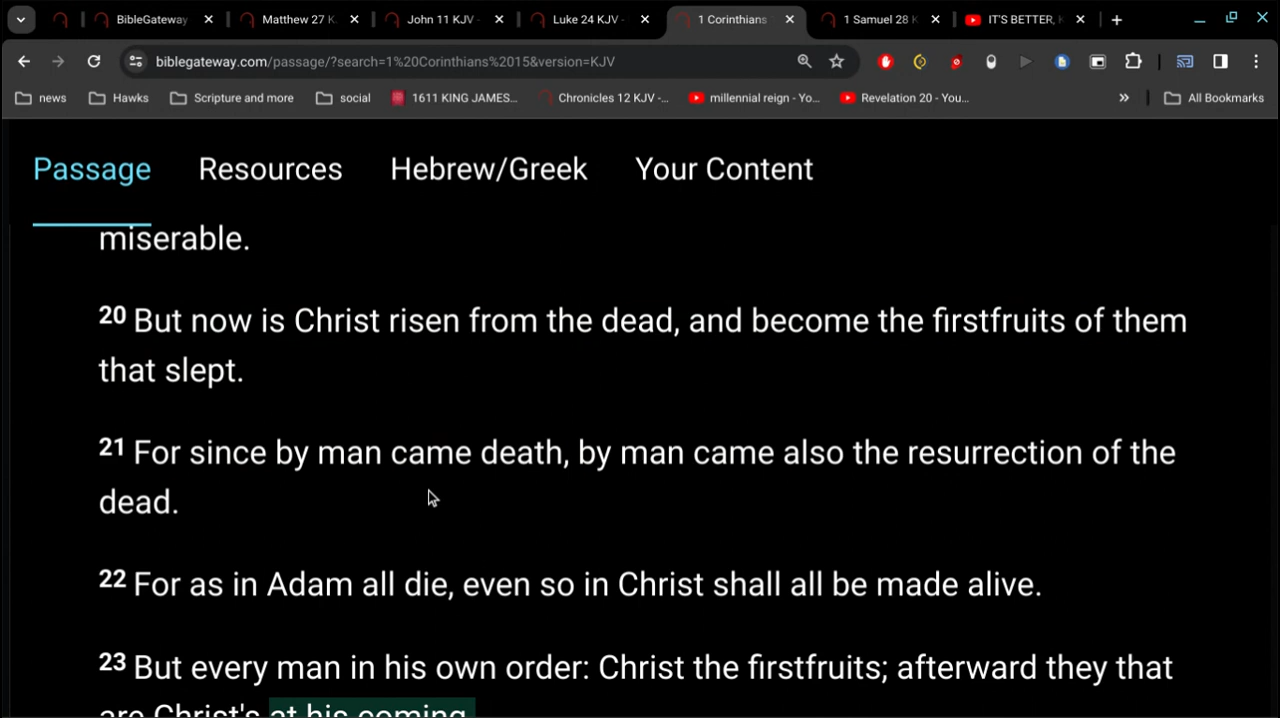 BibleGateway
Matthew 27 K
John 11 KJV -
Luke 24 KJV -
1 Corinthians
1 Samuel 28 K
IT'S BETTER,
biblegateway.com/passage/?search=1%20Corinthians%2015&version=KJV
news
Hawks
Scripture and more
social
1611 KING JAMES...
Chronicles 12 KJV -...
millennial reign - Yo...
Revelation 20 - You...
»
All Bookmarks
Passage
Resources
Hebrew/Greek
Your Content
miserable.
20 But now is Christ risen from the dead, and become the firstfruits of them
that slept.
21 For since by man came death, by man came also the resurrection of the
dead.
22 For as in Adam all die, even so in Christ shall all be made alive.
23 But every man in his own order: Christ the firstfruits; afterward they that
are Christ's at his coming.